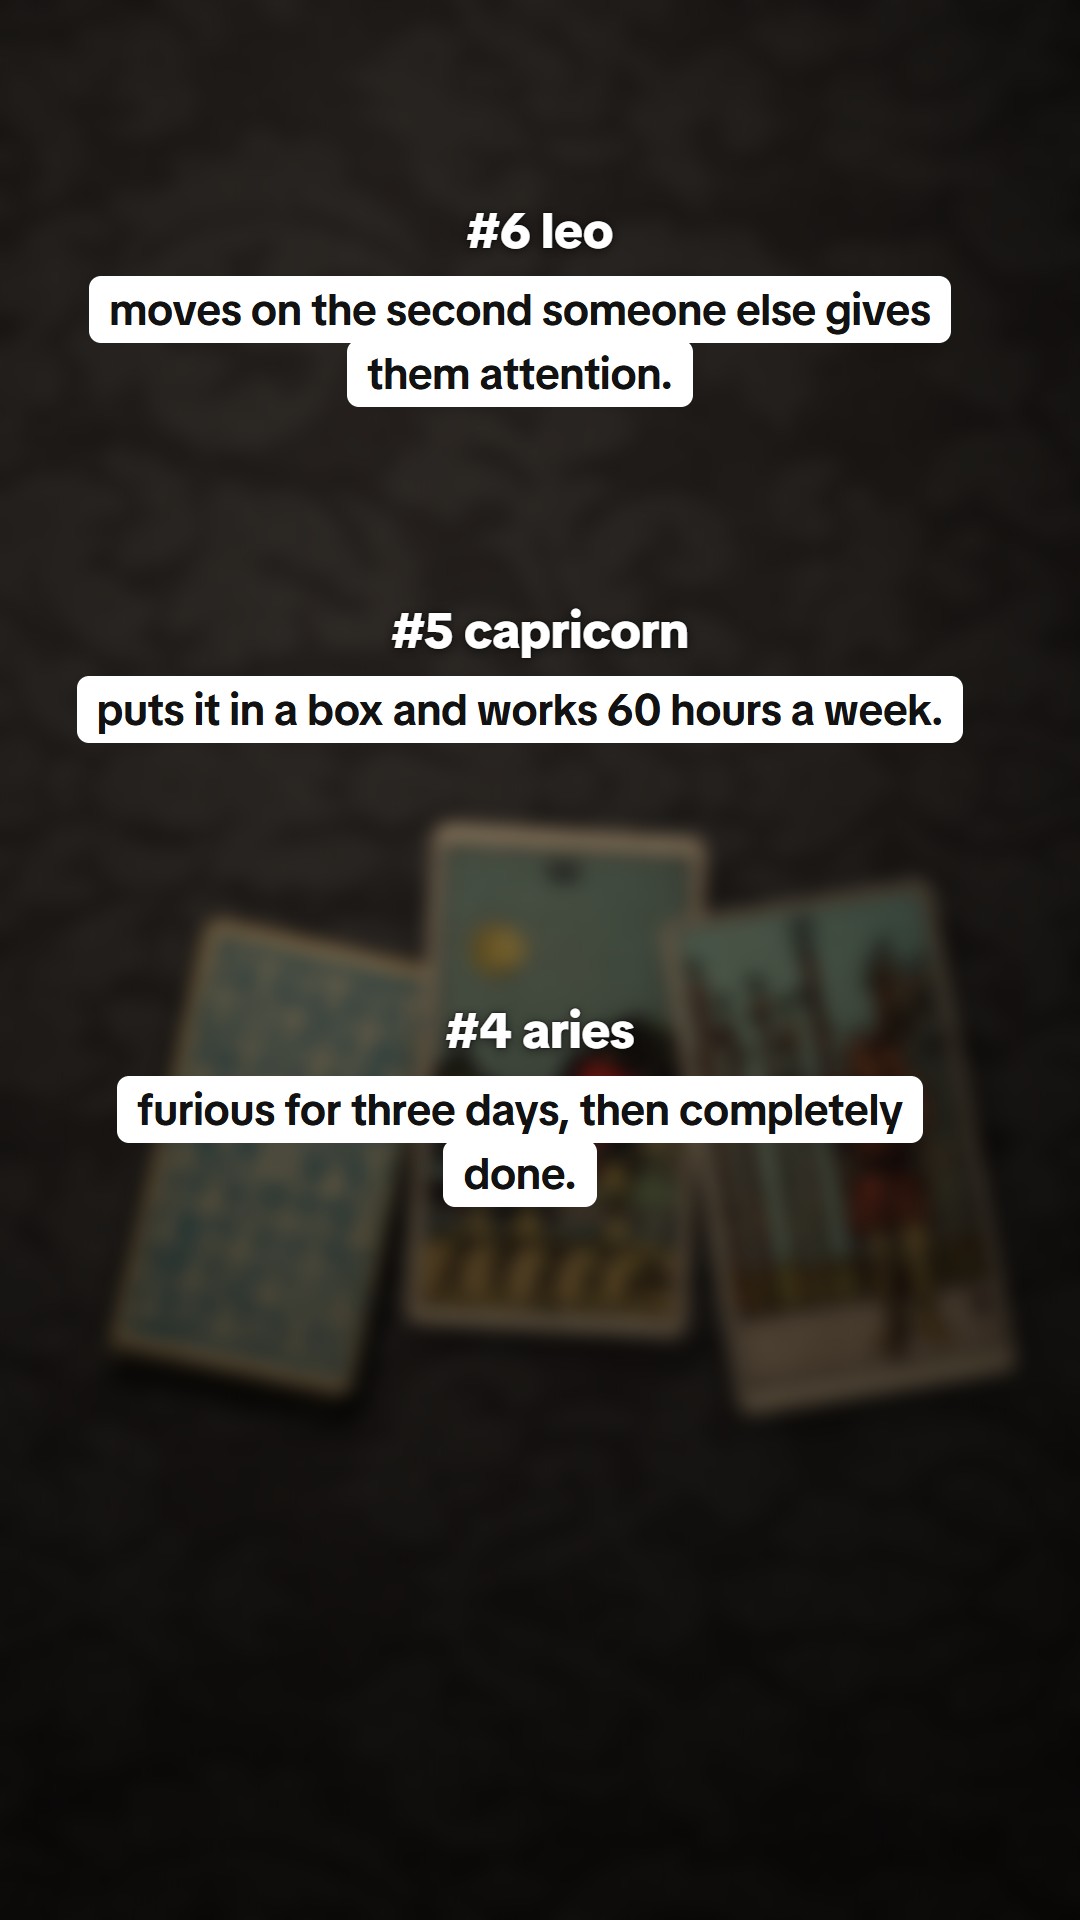 #6 leo
moves on the second someone else gives
them attention.
#5 capricorn
puts it in a box and works 60 hours a week.
#4 aries
furious for three days, then completely
done.